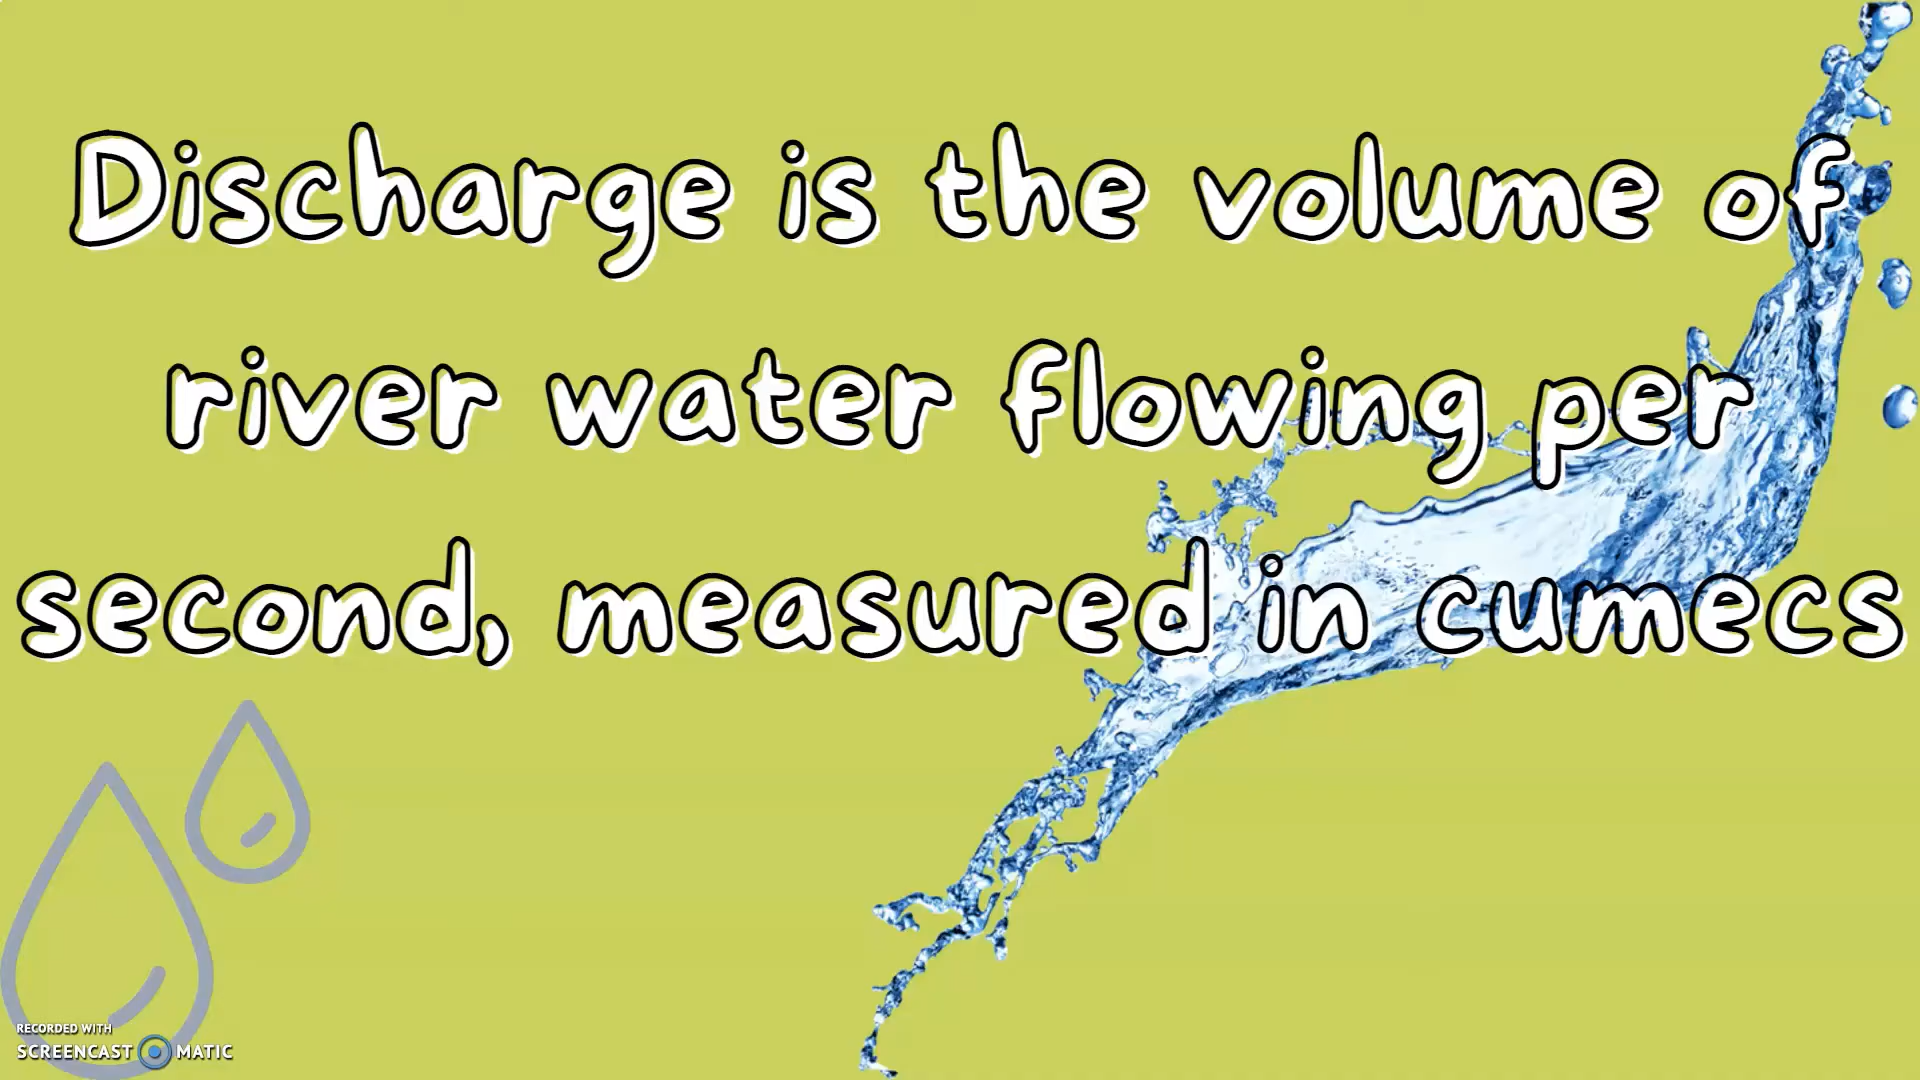 Discharge is the volume of
river water flowing per
second, measured in cumecs
RECORDED WITH
SCREENCAST MATIC